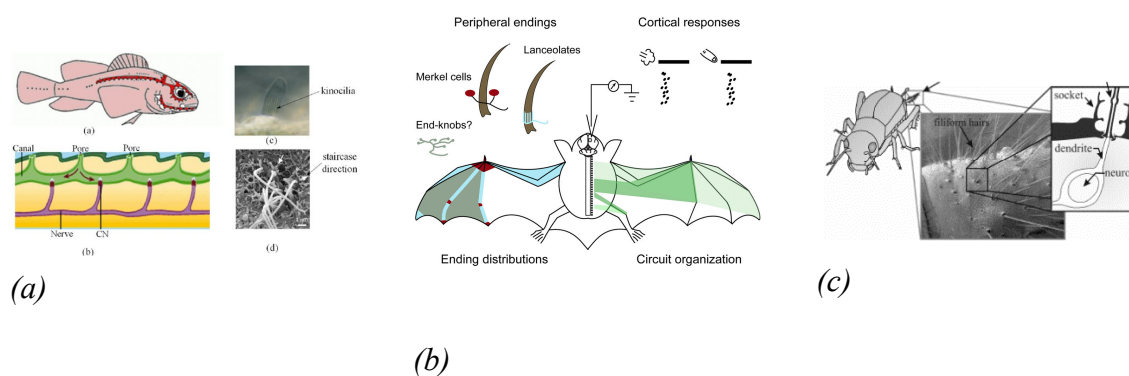 (a)
kinocilia
(c)
Canal
Pore
Pore
staircase
direction
Nerve
CN
(b)
(d)
(a)
Peripheral endings
Cortical responses
Merkel cells
Lanceolates
End-knobs?
Ending distributions
Circuit organization
(b)
filiform hairs
socket
dendrite
neuro
(c)